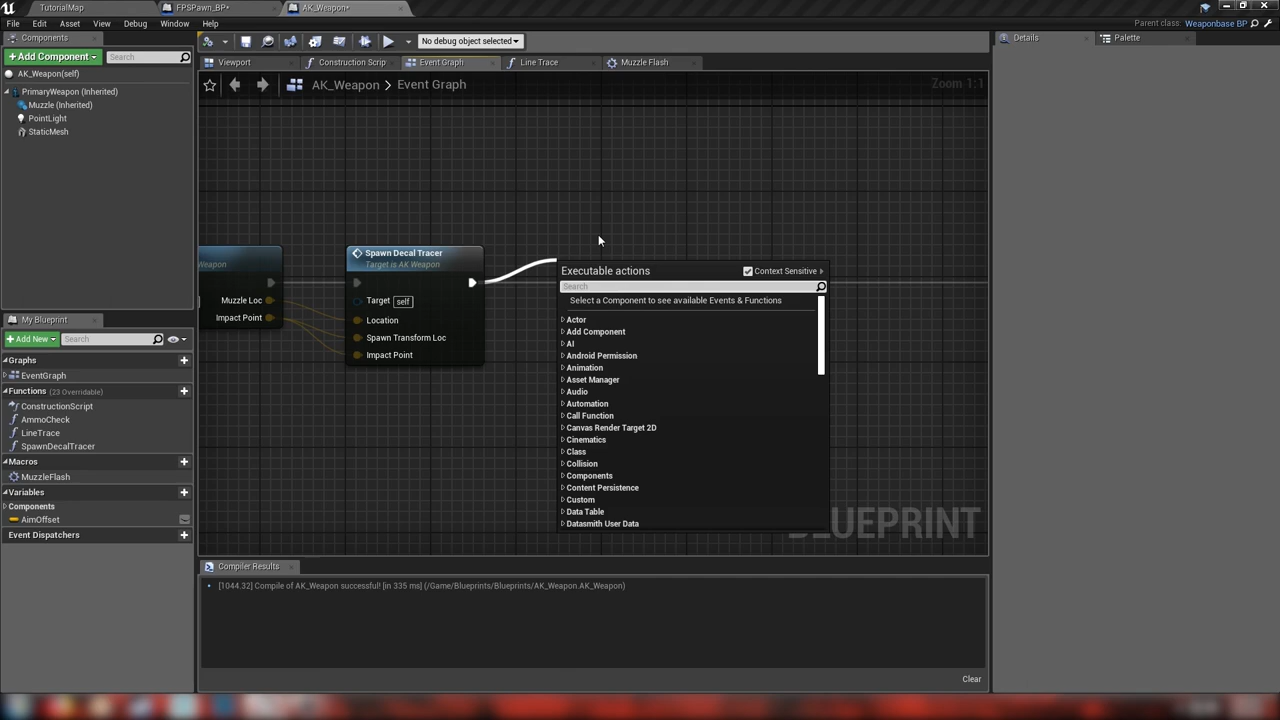 TutorialMap
FPSPawn_BP*
AK_Weapon*
File Edit Asset View Debug Window Help
Parent class: Weaponbase BP
Components
+Add Component
Search
AK_Weapon(self)
PrimaryWeapon (Inherited)
Muzzle (Inherited)
PointLight
StaticMesh
My Blueprint
+Add New
Search
Graphs
EventGraph
Functions (23 Overridable)
ConstructionScript
AmmoCheck
LineTrace
SpawnDecalTracer
Macros
MuzzleFlash
Variables
Components
AimOffset
Event Dispatchers
No debug object selected
Viewport
Construction Scrip
Event Graph
Line Trace
Muzzle Flash
AK_Weapon > Event Graph
Zoom 1:1
Weapon
Muzzle Loc
Impact Point
Spawn Decal Tracer
Target is AK Weapon
Target self
Location
Spawn Transform Loc
Impact Point
Executable actions
Context Sensitive
Search
Select a Component to see available Events & Functions
Actor
Add Component
AI
Android Permission
Animation
Asset Manager
Audio
Automation
Call Function
Canvas Render Target 2D
Cinematics
Class
Collision
Components
Content Persistence
Custom
Data Table
Datasmith User Data
BLUEPRINT
Compiler Results
[1044.32] Compile of AK_Weapon successful! [in 335 ms] (/Game/Blueprints/Blueprints/AK_Weapon.AK_Weapon)
Clear
Details
Palette